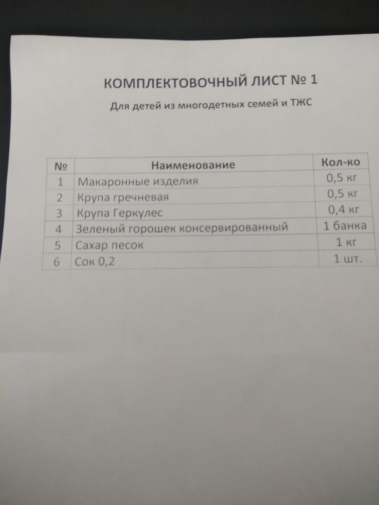 КОМПЛЕКТОВОЧНЫЙ ЛИСТ № 1
Для детей из многодетных семей и ТЖС
№ Наименование Кол-ко
1 Макаронные изделия 0,5 кг
2 Крупа гречневая 0,5 кг
3 Крупа Геркулес 0,4 кг
4 Зеленый горошек консервированный 1 банка
5 Сахар песок 1 кг
6 Сок 0,2 1 шт.